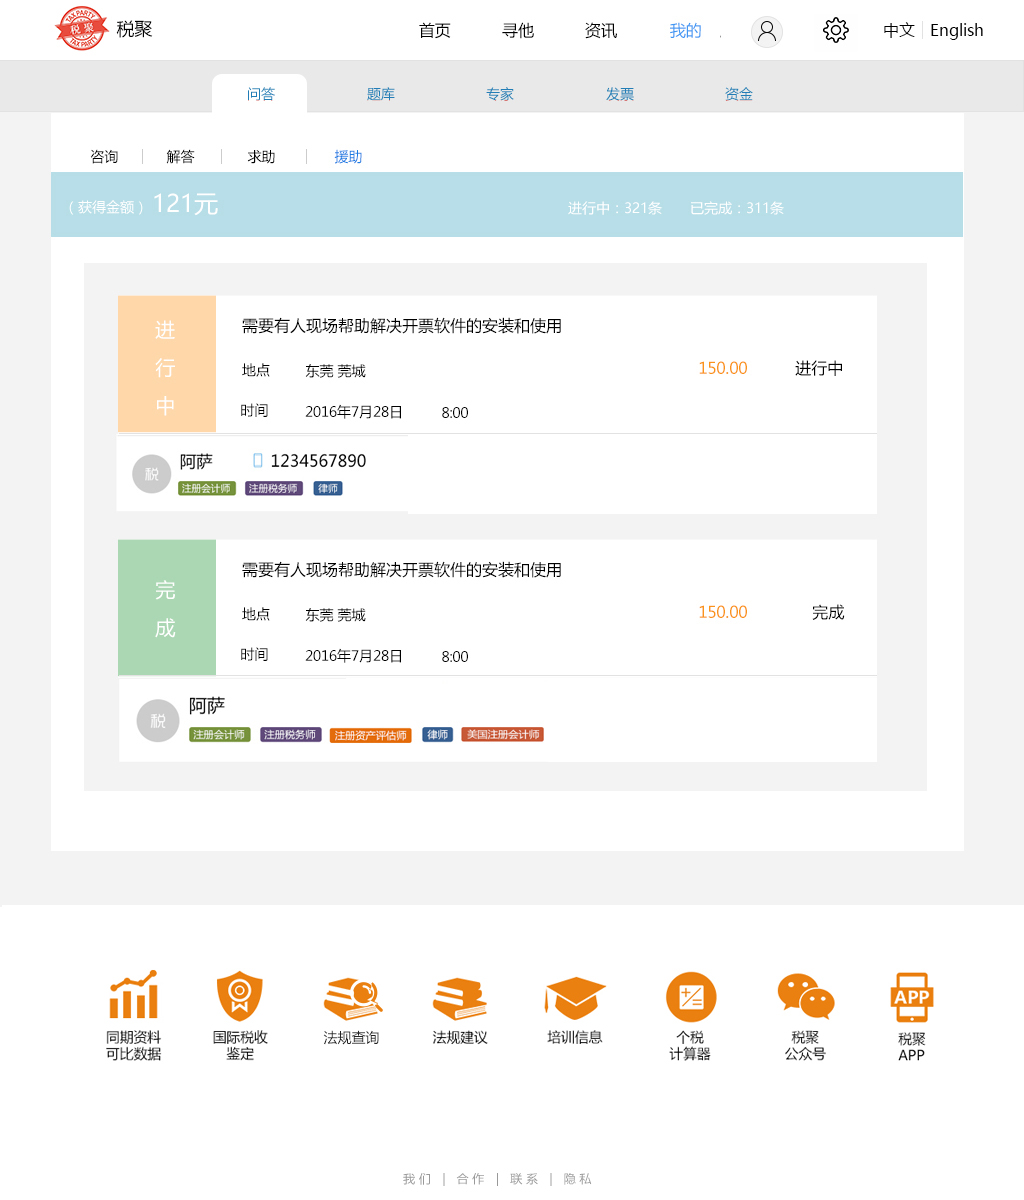 TAX PARTY
税 聚
TAX PARTY
税聚
首页 寻他 资讯 我的 中文 English
问答 题库 专家 发票 资金
咨询 解答 求助 援助
（获得金额）121元 进行中：321条 已完成：311条
进行中
需要有人现场帮助解决开票软件的安装和使用
地点 东莞 莞城
150.00 进行中
时间 2016年7月28日 8:00
税 阿萨 1234567890
注册会计师 注册税务师 律师
完成
需要有人现场帮助解决开票软件的安装和使用
地点 东莞 莞城
150.00 完成
时间 2016年7月28日 8:00
税 阿萨
注册会计师 注册税务师 注册资产评估师 律师 美国注册会计师
APP
同期资料 国际税收 法规查询 法规建议 培训信息 个税 税聚 税聚
可比数据 鉴定 计算器 公众号 APP
我们 | 合作 | 联系 | 隐私